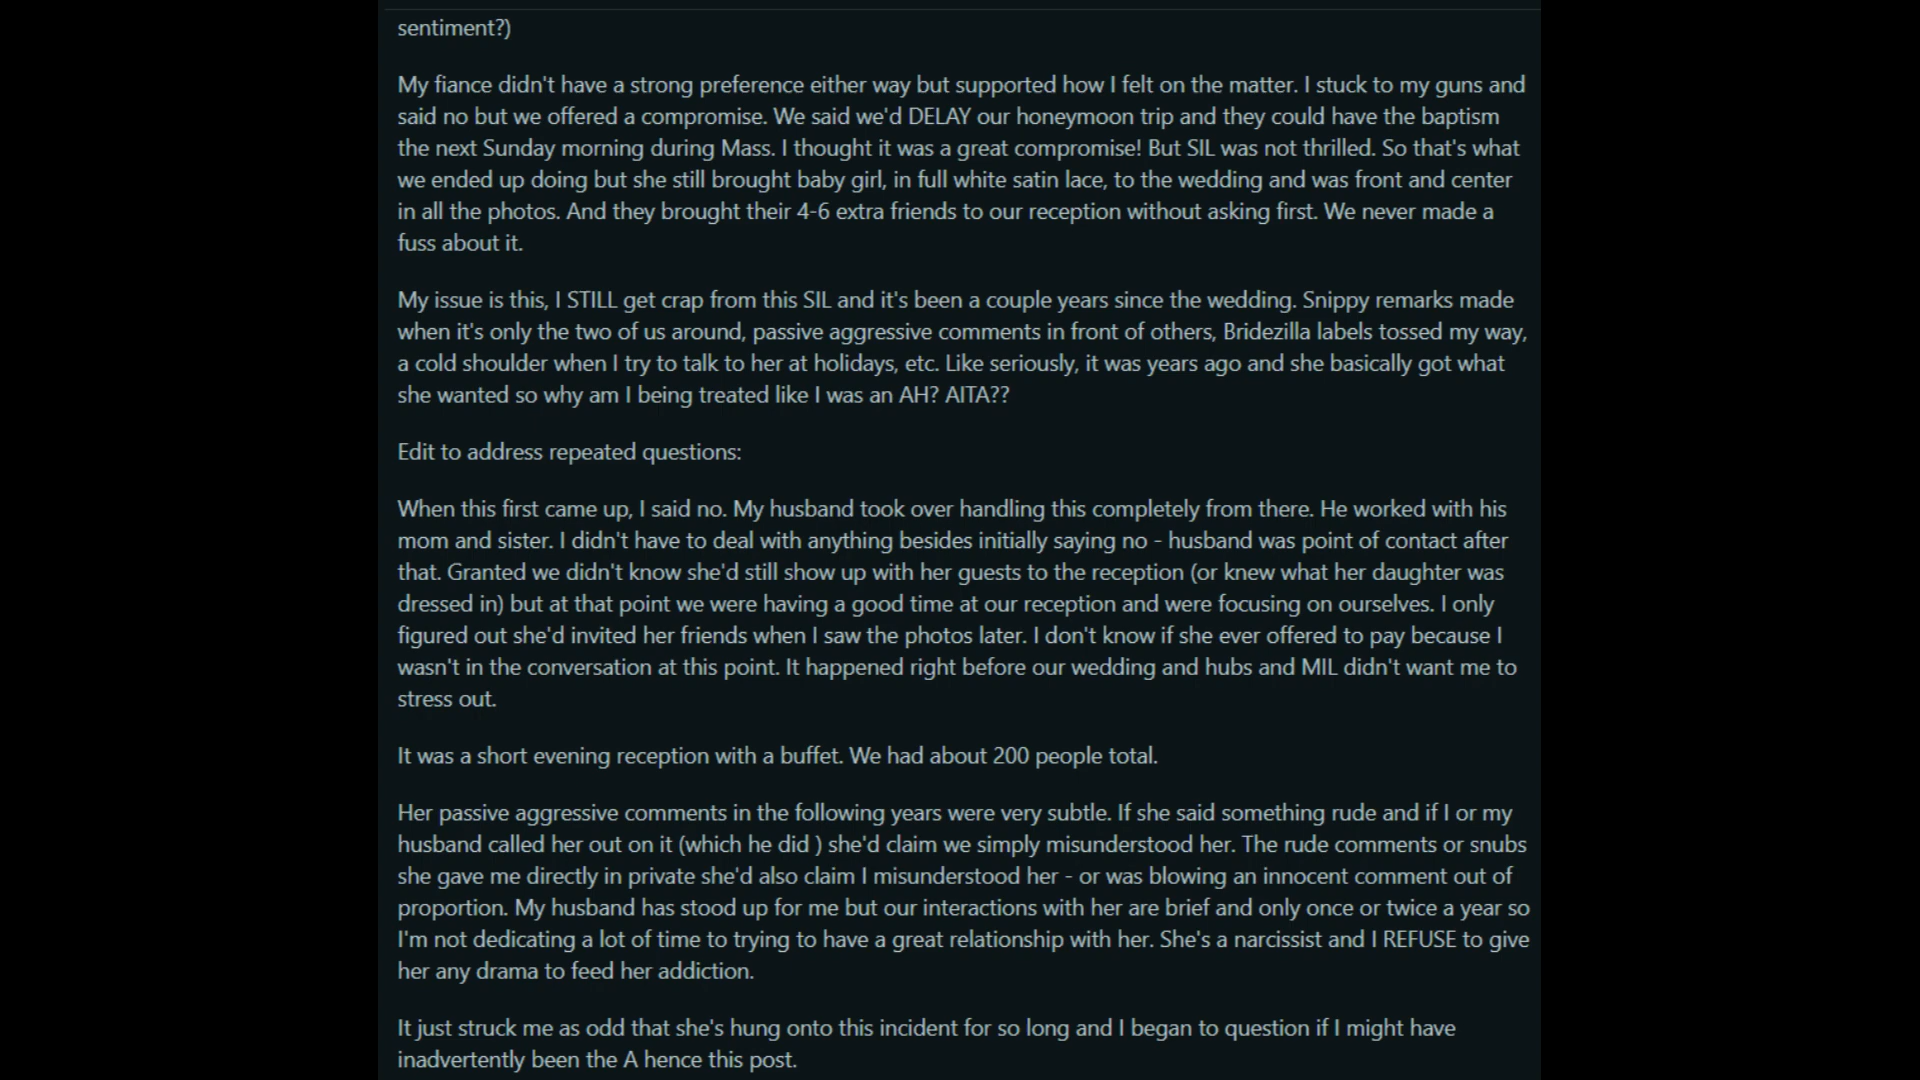 sentiment?)
My fiance didn't have a strong preference either way but supported how I felt on the matter. I stuck to my guns and
said no but we offered a compromise. We said we'd DELAY our honeymoon trip and they could have the baptism
the next Sunday morning during Mass. I thought it was a great compromise! But SIL was not thrilled. So that's what
we ended up doing but she still brought baby girl, in full white satin lace, to the wedding and was front and center
in all the photos. And they brought their 4-6 extra friends to our reception without asking first. We never made a
fuss about it.
My issue is this, I STILL get crap from this SIL and it's been a couple years since the wedding. Snippy remarks made
when it's only the two of us around, passive aggressive comments in front of others, Bridezilla labels tossed my way,
a cold shoulder when I try to talk to her at holidays, etc. Like seriously, it was years ago and she basically got what
she wanted so why am I being treated like I was an AH? AITA??
Edit to address repeated questions:
When this first came up, I said no. My husband took over handling this completely from there. He worked with his
mom and sister. I didn't have to deal with anything besides initially saying no - husband was point of contact after
that. Granted we didn't know she'd still show up with her guests to the reception (or knew what her daughter was
dressed in) but at that point we were having a good time at our reception and were focusing on ourselves. I only
figured out she'd invited her friends when I saw the photos later. I don't know if she ever offered to pay because I
wasn't in the conversation at this point. It happened right before our wedding and hubs and MIL didn't want me to
stress out.
It was a short evening reception with a buffet. We had about 200 people total.
Her passive aggressive comments in the following years were very subtle. If she said something rude and if I or my
husband called her out on it (which he did ) she'd claim we simply misunderstood her. The rude comments or snubs
she gave me directly in private she'd also claim I misunderstood her - or was blowing an innocent comment out of
proportion. My husband has stood up for me but our interactions with her are brief and only once or twice a year so
I'm not dedicating a lot of time to trying to have a great relationship with her. She's a narcissist and I REFUSE to give
her any drama to feed her addiction.
It just struck me as odd that she's hung onto this incident for so long and I began to question if I might have
inadvertently been the A hence this post.